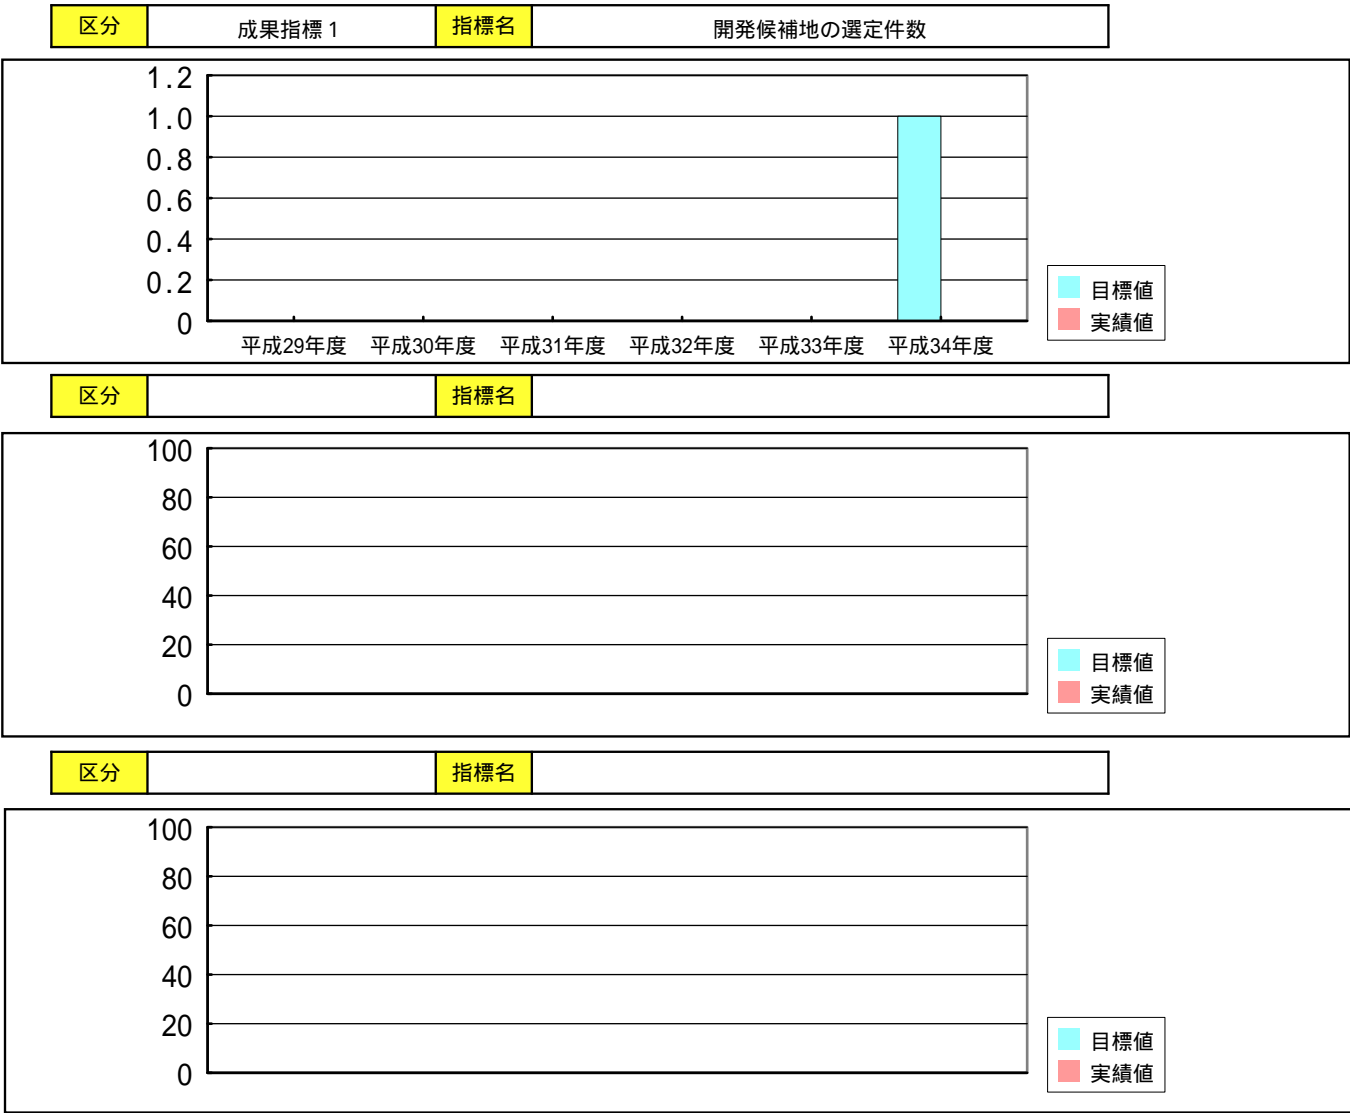 区分 成果指標1 指標名 開発候補地の選定件数
1.2
1.0
0.8
0.6
0.4
0.2
0
平成29年度 平成30年度 平成31年度 平成32年度 平成33年度 平成34年度
目標値
実績値
区分 指標名
100
80
60
40
20
0
目標値
実績値
区分 指標名
100
80
60
40
20
0
目標値
実績値